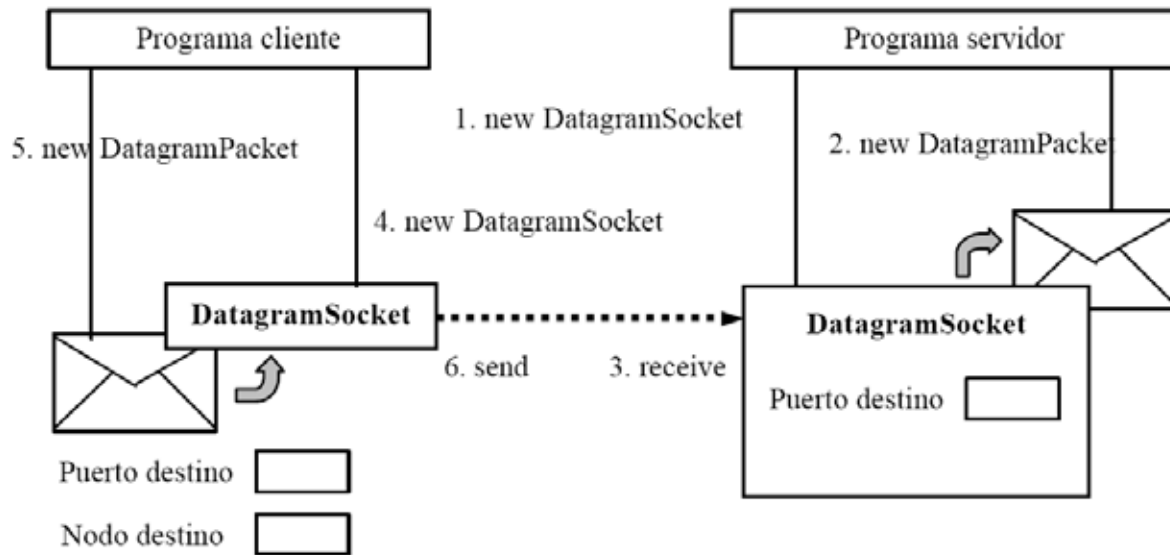 Programa cliente
Programa servidor
1. new DatagramSocket
5. new DatagramPacket
2. new DatagramPacket
4. new DatagramSocket
DatagramSocket
DatagramSocket
6. send
3. receive
Puerto destino
Puerto destino
Nodo destino